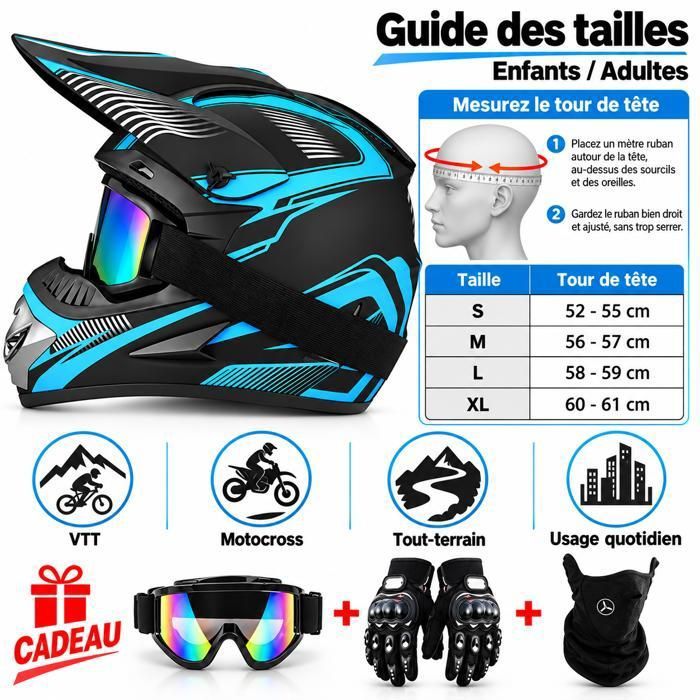 Guide des tailles
Enfants / Adultes
Mesurez le tour de tête
1 Placez un mètre ruban
autour de la tête,
au-dessus des sourcils
et des oreilles.
2 Gardez le ruban bien droit
et ajusté, sans trop serrer.
Taille Tour de tête
S 52 - 55 cm
M 56 - 57 cm
L 58 - 59 cm
XL 60 - 61 cm
VTT
Motocross
Tout-terrain
Usage quotidien
CADEAU
+
+